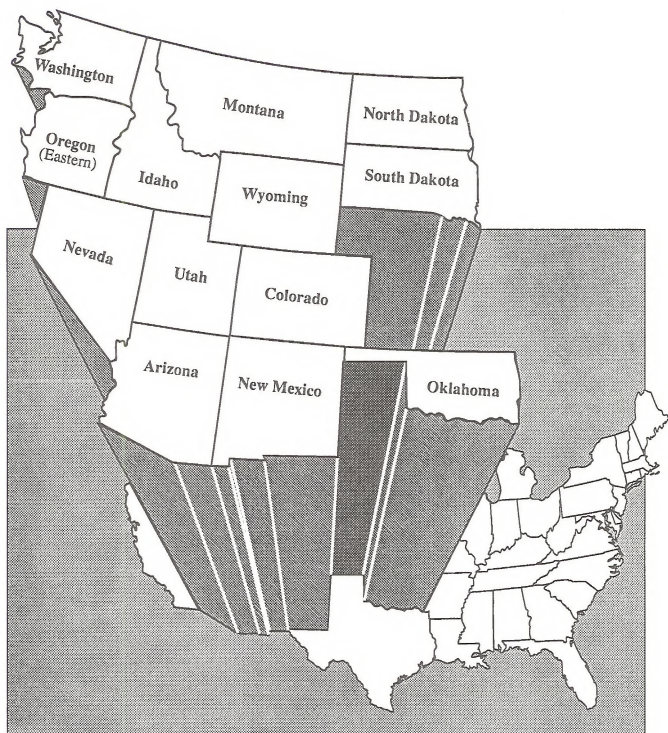 Washington
Montana
North Dakota
Oregon
(Eastern)
Idaho
Wyoming
South Dakota
Nevada
Utah
Colorado
Arizona
New Mexico
Oklahoma